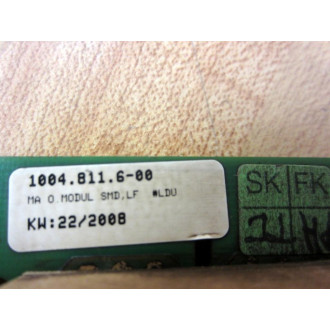 1004.811.6-00
MA O.MODUL SMD,LF #LDU
KW:22/2008
SK FK